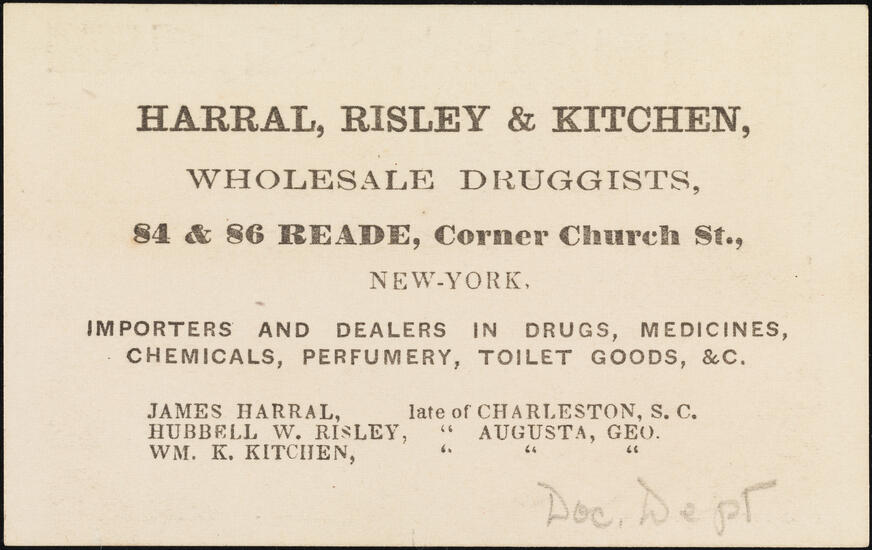 HARRAL, RISLEY & KITCHEN,
WHOLESALE DRUGGISTS,
84 & 86 READE, Corner Church St.,
NEW-YORK.
IMPORTERS AND DEALERS IN DRUGS, MEDICINES,
CHEMICALS, PERFUMERY, TOILET GOODS, &C.
JAMES HARRAL, late of CHARLESTON, S. C.
HUBBELL W. RISLEY, " AUGUSTA, GEO.
WM. K. KITCHEN, " " "
Doc. Dept